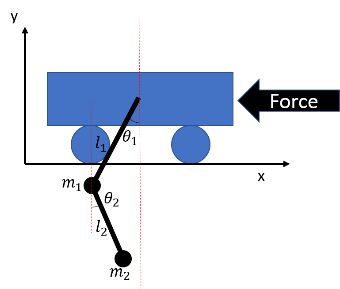 y
Force
l₁
θ₁
x
m₁
θ₂
l₂
m₂